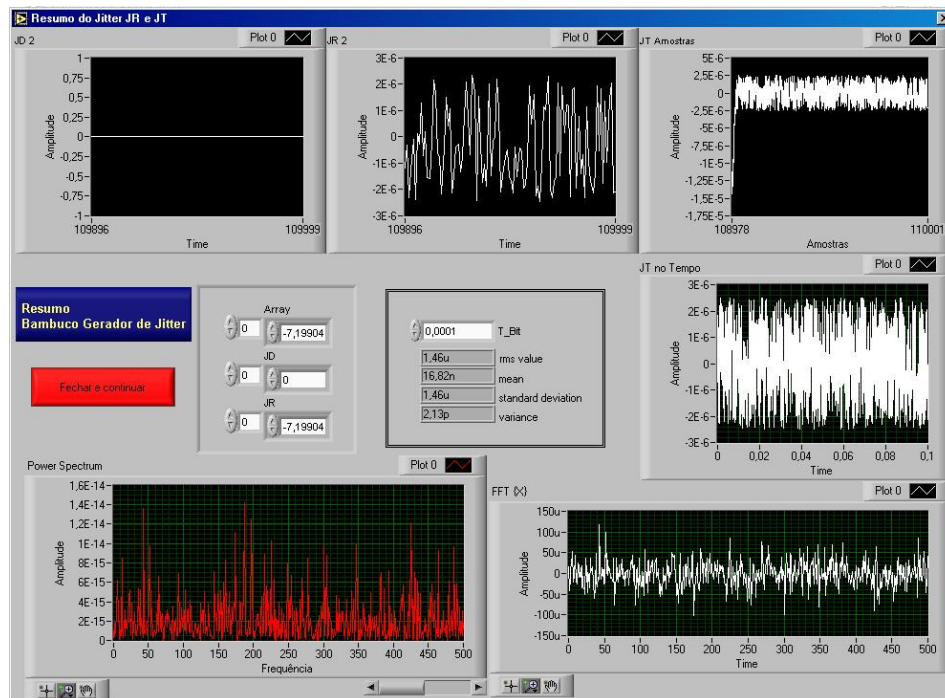 Resumo do Jitter JR e JT
JD 2
Plot 0
Amplitude
1
0,75
0,5
0,25
0
-0,25
-0,5
-0,75
-1
109896
109999
Time
JR 2
Plot 0
Amplitude
3E-6
2E-6
1E-6
0
-1E-6
-2E-6
-3E-6
109896
109999
Time
JT Amostras
Plot 0
Amplitude
5E-6
2,5E-6
0
-2,5E-6
-5E-6
-7,5E-6
-1E-5
-1,25E-5
-1,5E-5
-1,75E-5
108978
110001
Amostras
Resumo
Bambuco Gerador de Jitter
Fechar e continuar
Array
0
-7,19904
JD
0
0
JR
0
-7,19904
0,0001
T_Bit
1,46u
rms value
16,82n
mean
1,46u
standard deviation
2,13p
variance
JT no Tempo
Plot 0
Amplitude
3E-6
2E-6
1E-6
0
-1E-6
-2E-6
-3E-6
0
0,02
0,04
0,06
0,08
0,1
Time
Power Spectrum
Plot 0
Amplitude
1,6E-14
1,4E-14
1,2E-14
1E-14
8E-15
6E-15
4E-15
2E-15
0
0
50
100
150
200
250
300
350
400
450
500
Frequência
FFT {X}
Plot 0
Amplitude
150u
100u
50u
0
-50u
-100u
-150u
0
50
100
150
200
250
300
350
400
450
500
Time